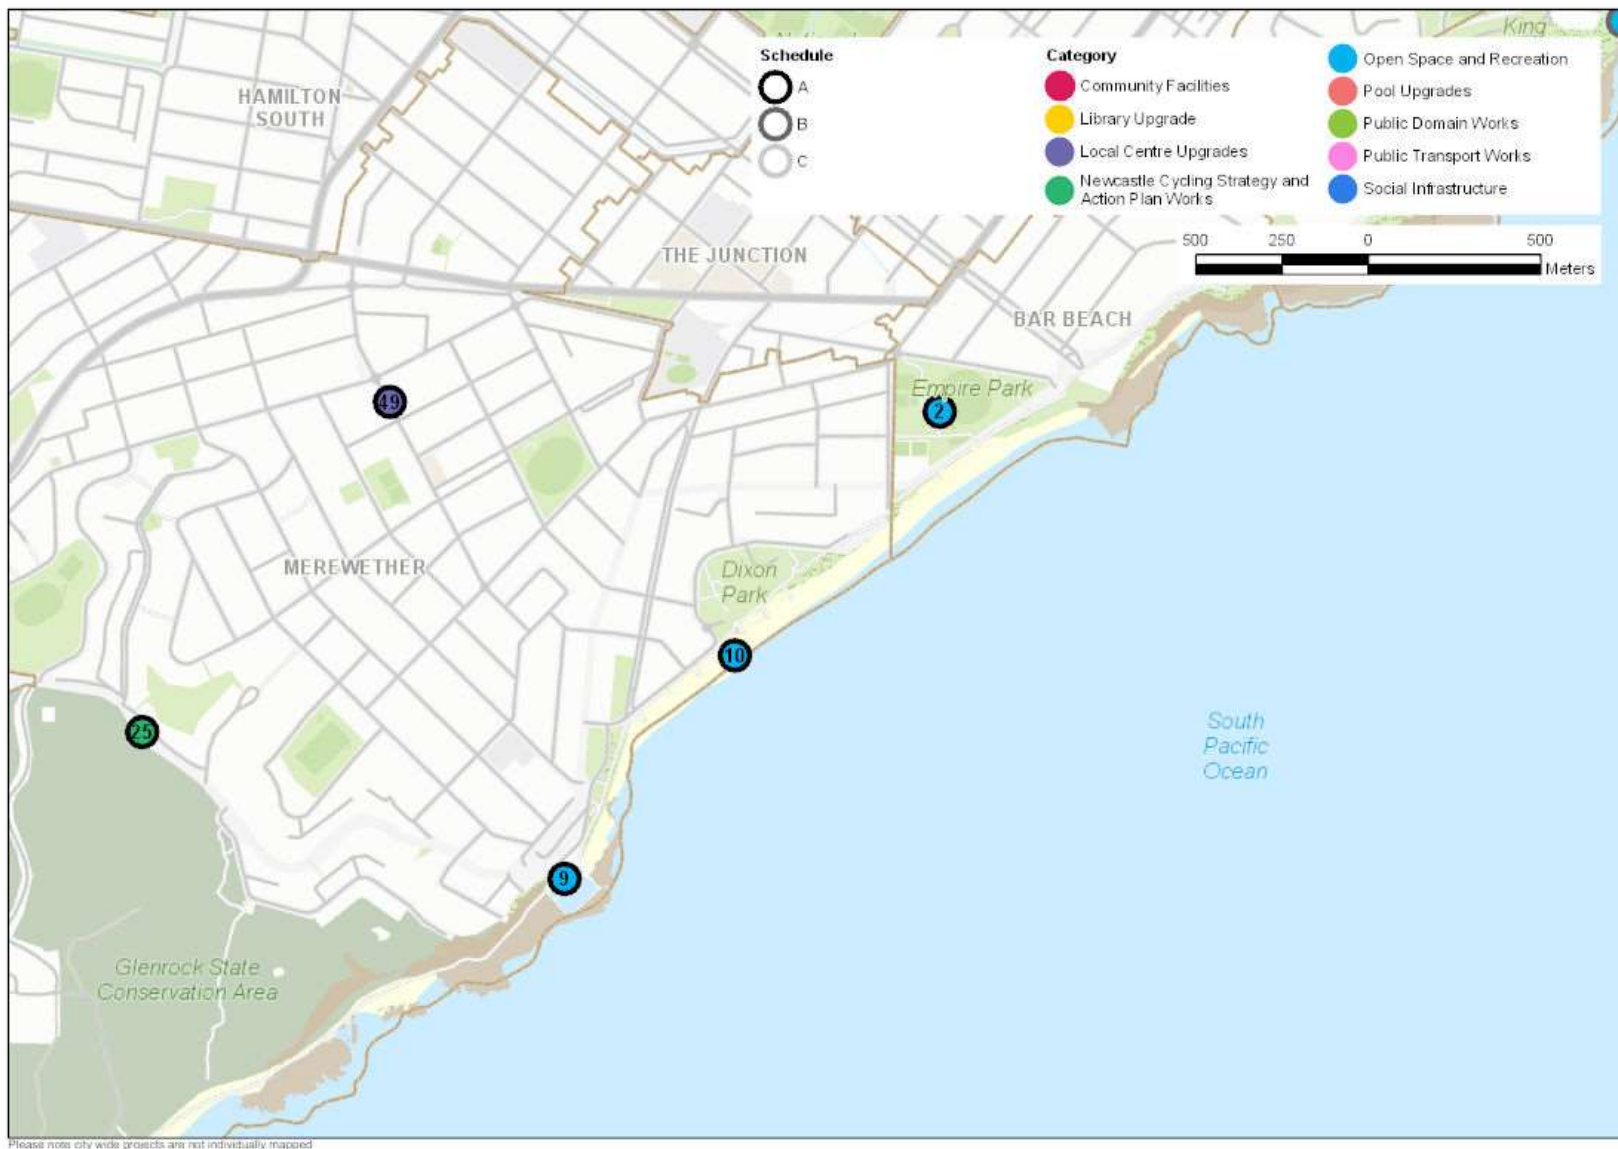 King
Schedule
A
B
C
Category
Community Facilities
Library Upgrade
Local Centre Upgrades
Newcastle Cycling Strategy and
Action Plan Works
Open Space and Recreation
Pool Upgrades
Public Domain Works
Public Transport Works
Social Infrastructure
500 250 0 500
Meters
HAMILTON
SOUTH
THE JUNCTION
BAR BEACH
Empire Park
49
2
MEREWETHER
Dixon
Park
10
25
South
Pacific
Ocean
9
Glenrock State
Conservation Area
Please note city wide projects are not individually mapped